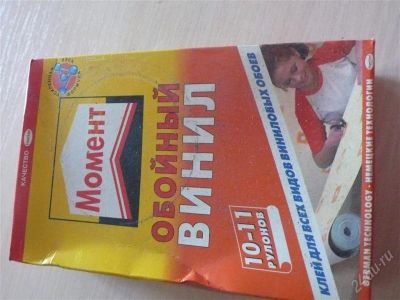 КАЧЕСТВО
Момент
ОБОЙНЫЙ
ВИНИЛ
10-11
РУЛОНОВ
КЛЕЙ ДЛЯ ВСЕХ ВИДОВ ВИНИЛОВЫХ ОБОЕВ
GERMAN TECHNOLOGY - НЕМЕЦКИЕ ТЕХНОЛОГИИ